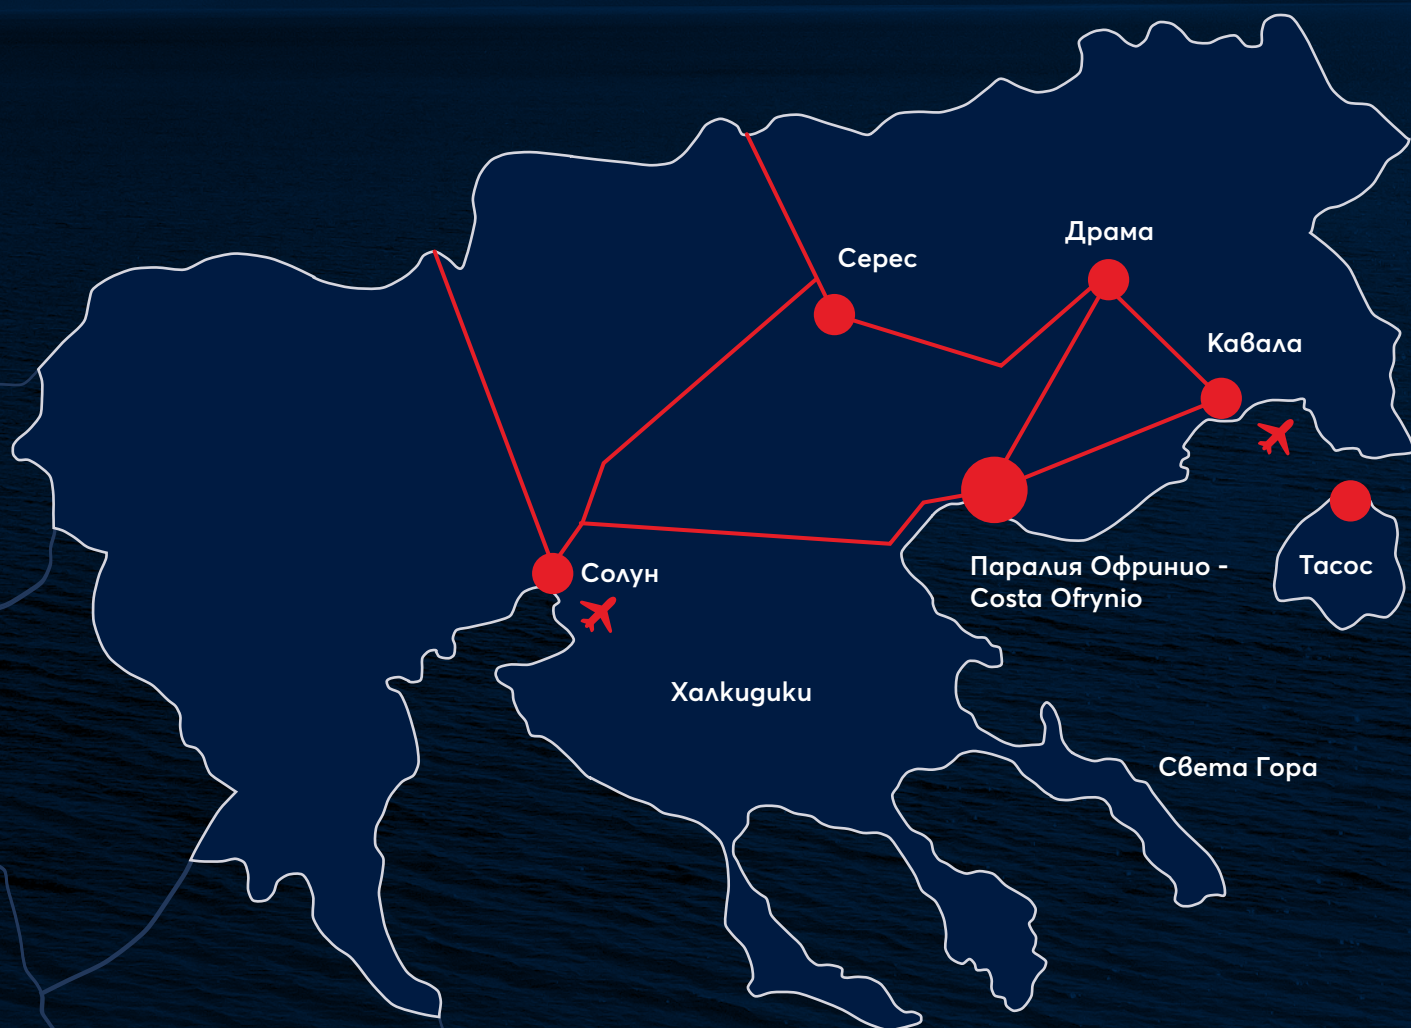 Драма
Серес
Кавала
Паралия Офринио -
Costa Ofrynio
Тасос
Солун
Халкидики
Света Гора